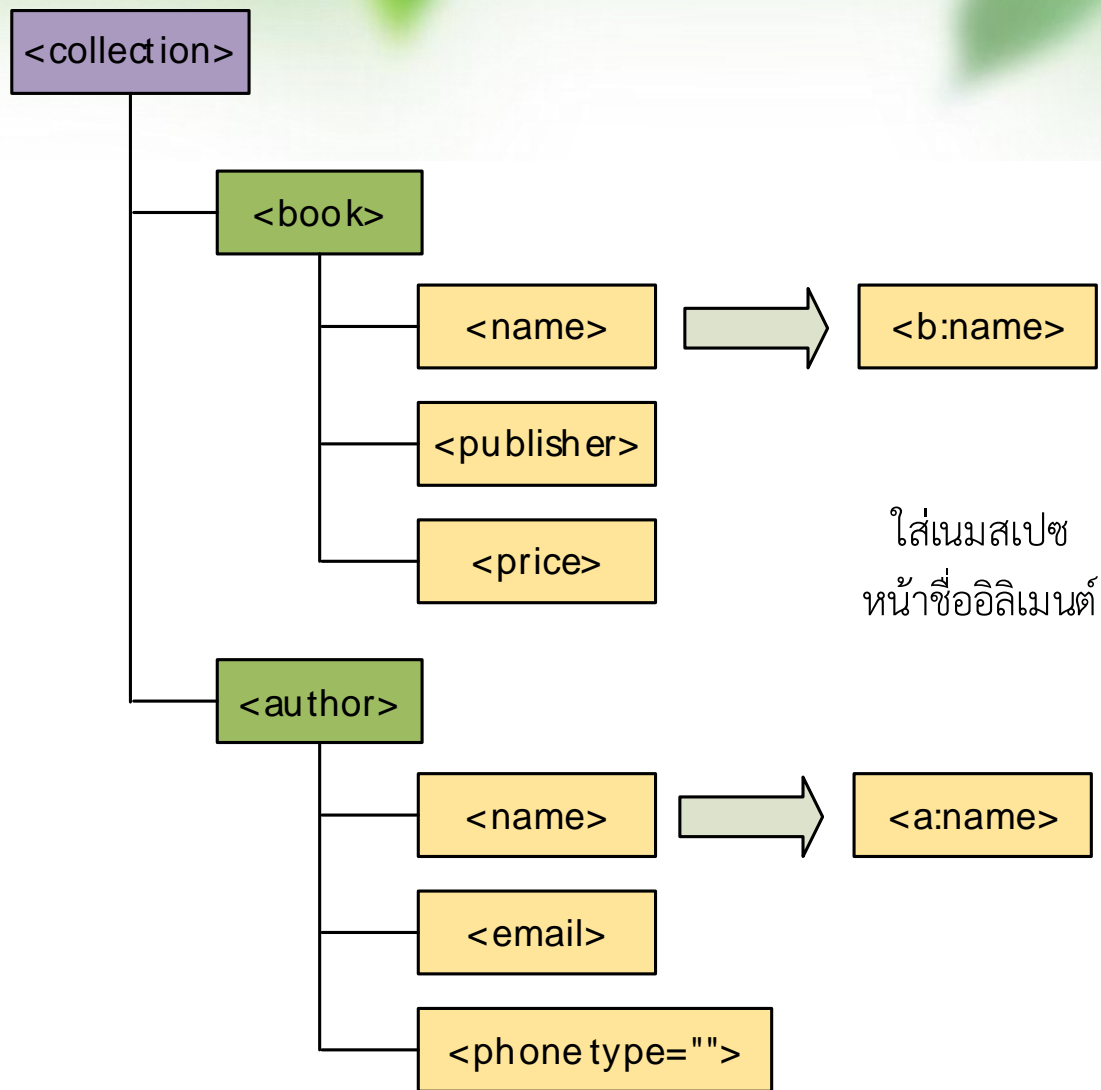 <collection>
<book>
<name>
<b:name>
<publisher>
<price>
ใส่เนมสเปซ
หน้าชื่ออิลิเมนต์
<author>
<name>
<a:name>
<email>
<phone type="">